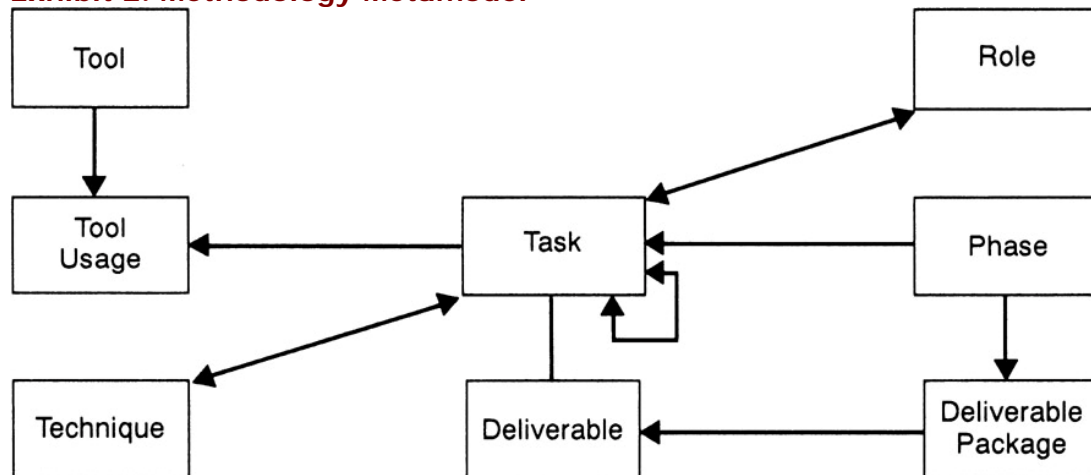 Exhibit 2. Methodology Metamodel
Tool
Role
Tool
Usage
Task
Phase
Technique
Deliverable
Deliverable
Package